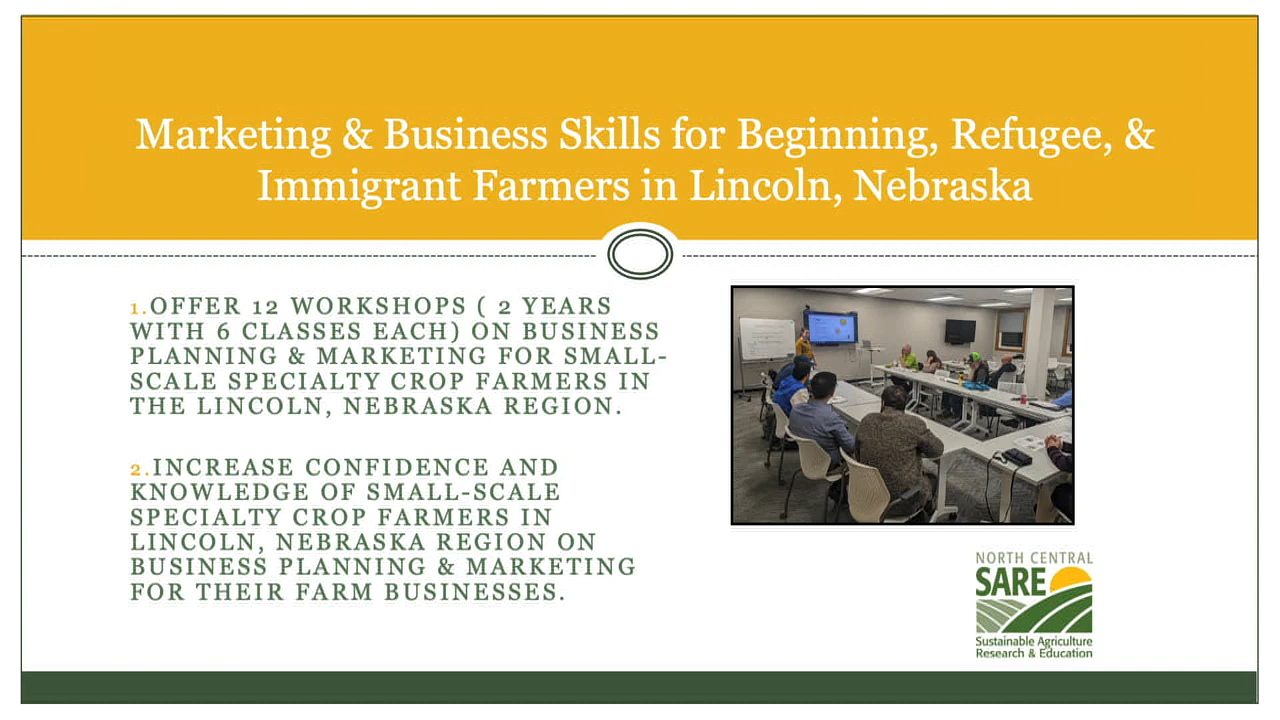 Marketing & Business Skills for Beginning, Refugee, &
Immigrant Farmers in Lincoln, Nebraska
1.OFFER 12 WORKSHOPS ( 2 YEARS
WITH 6 CLASSES EACH) ON BUSINESS
PLANNING & MARKETING FOR SMALL-
SCALE SPECIALTY CROP FARMERS IN
THE LINCOLN, NEBRASKA REGION.
2.INCREASE CONFIDENCE AND
KNOWLEDGE OF SMALL-SCALE
SPECIALTY CROP FARMERS IN
LINCOLN, NEBRASKA REGION ON
BUSINESS PLANNING & MARKETING
FOR THEIR FARM BUSINESSES.
NORTH CENTRAL
SARE
Sustainable Agriculture
Research & Education